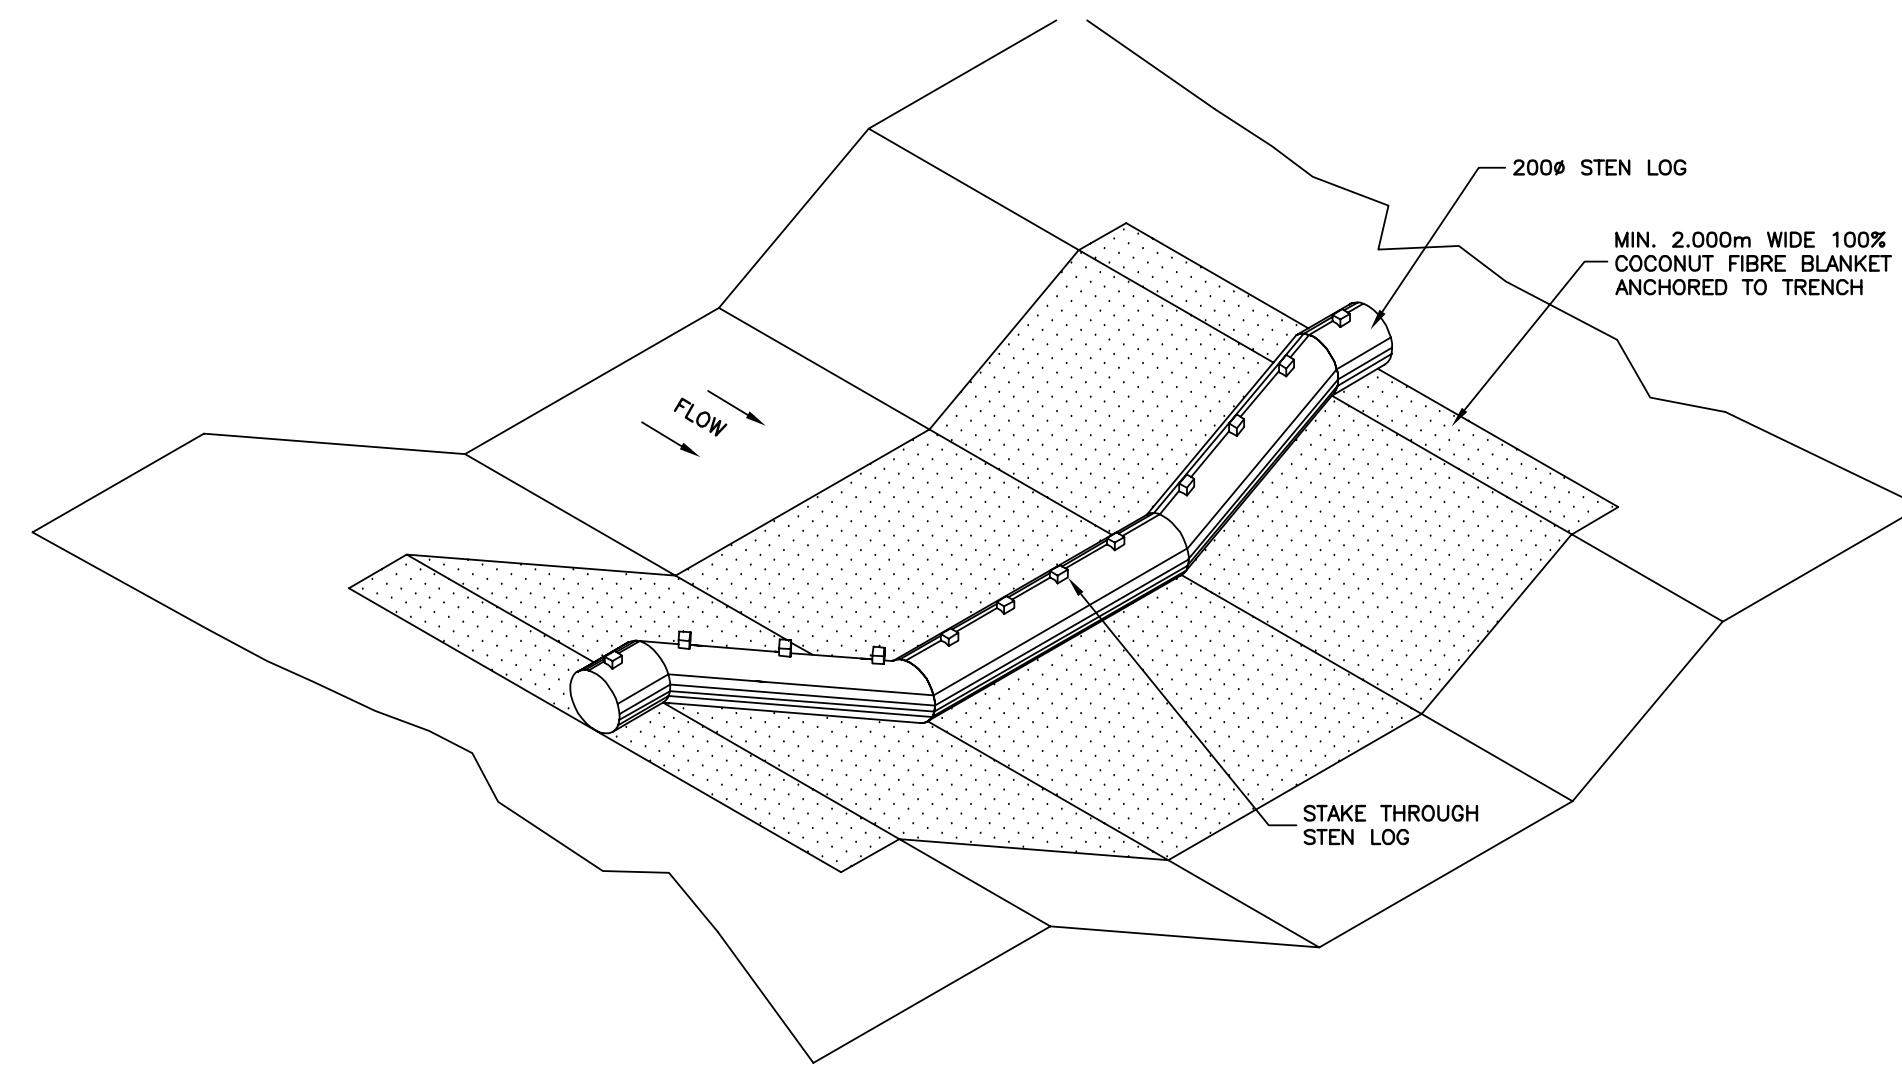 200ø STEN LOG
MIN. 2.000m WIDE 100%
COCONUT FIBRE BLANKET
ANCHORED TO TRENCH
FLOW
STAKE THROUGH
STEN LOG